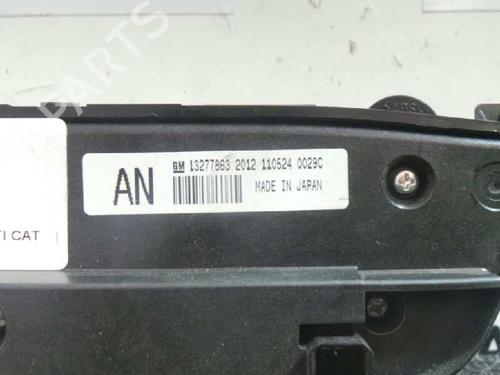 PARTS
AN
GM 13277863 2012 110524 0029C
MADE IN JAPAN
TI CAT